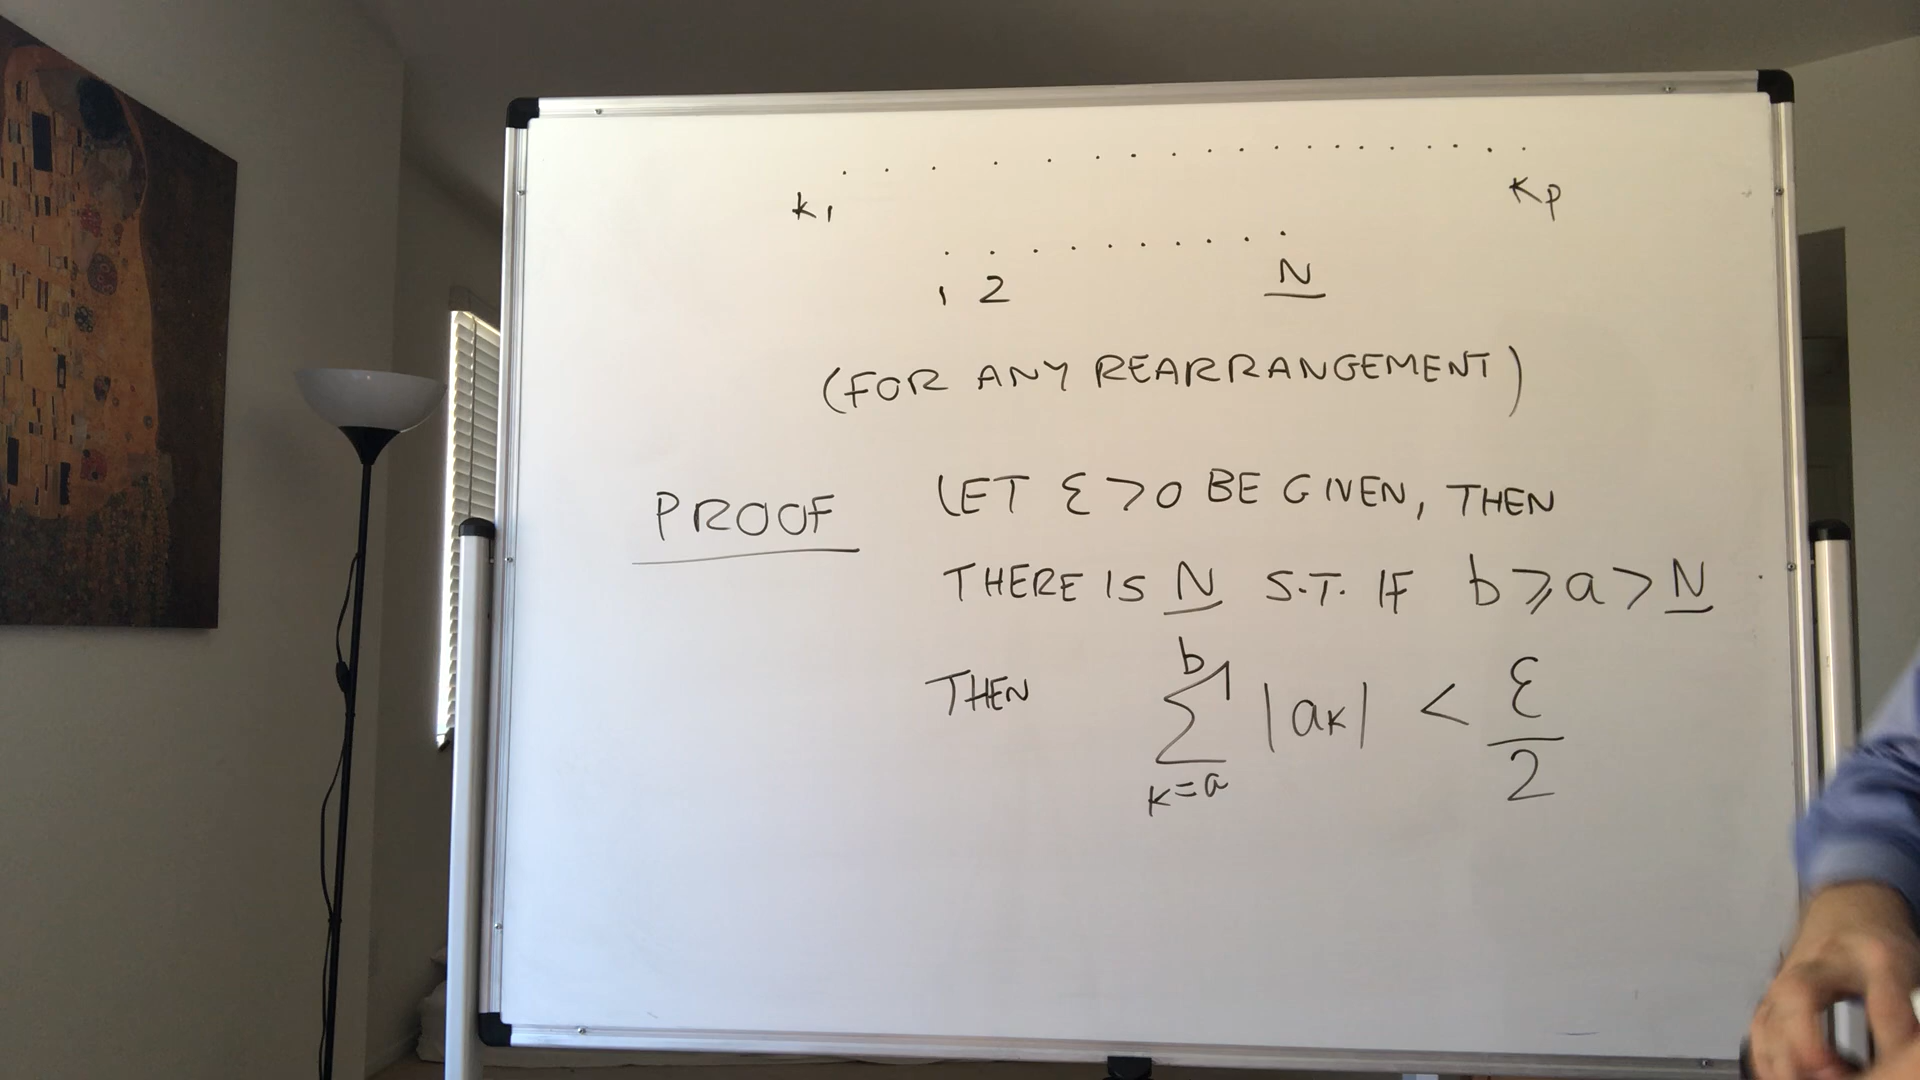 . . . . . . . . . . . . . . . . . .
k1 Kp
. . . . . . . . . .
1 2 N
(FOR ANY REARRANGEMENT)
PROOF LET ε > 0 BE GIVEN, THEN
THERE IS N S.T. IF b ⩾ a > N
THEN b ∑ k=a |aK| < ε/2